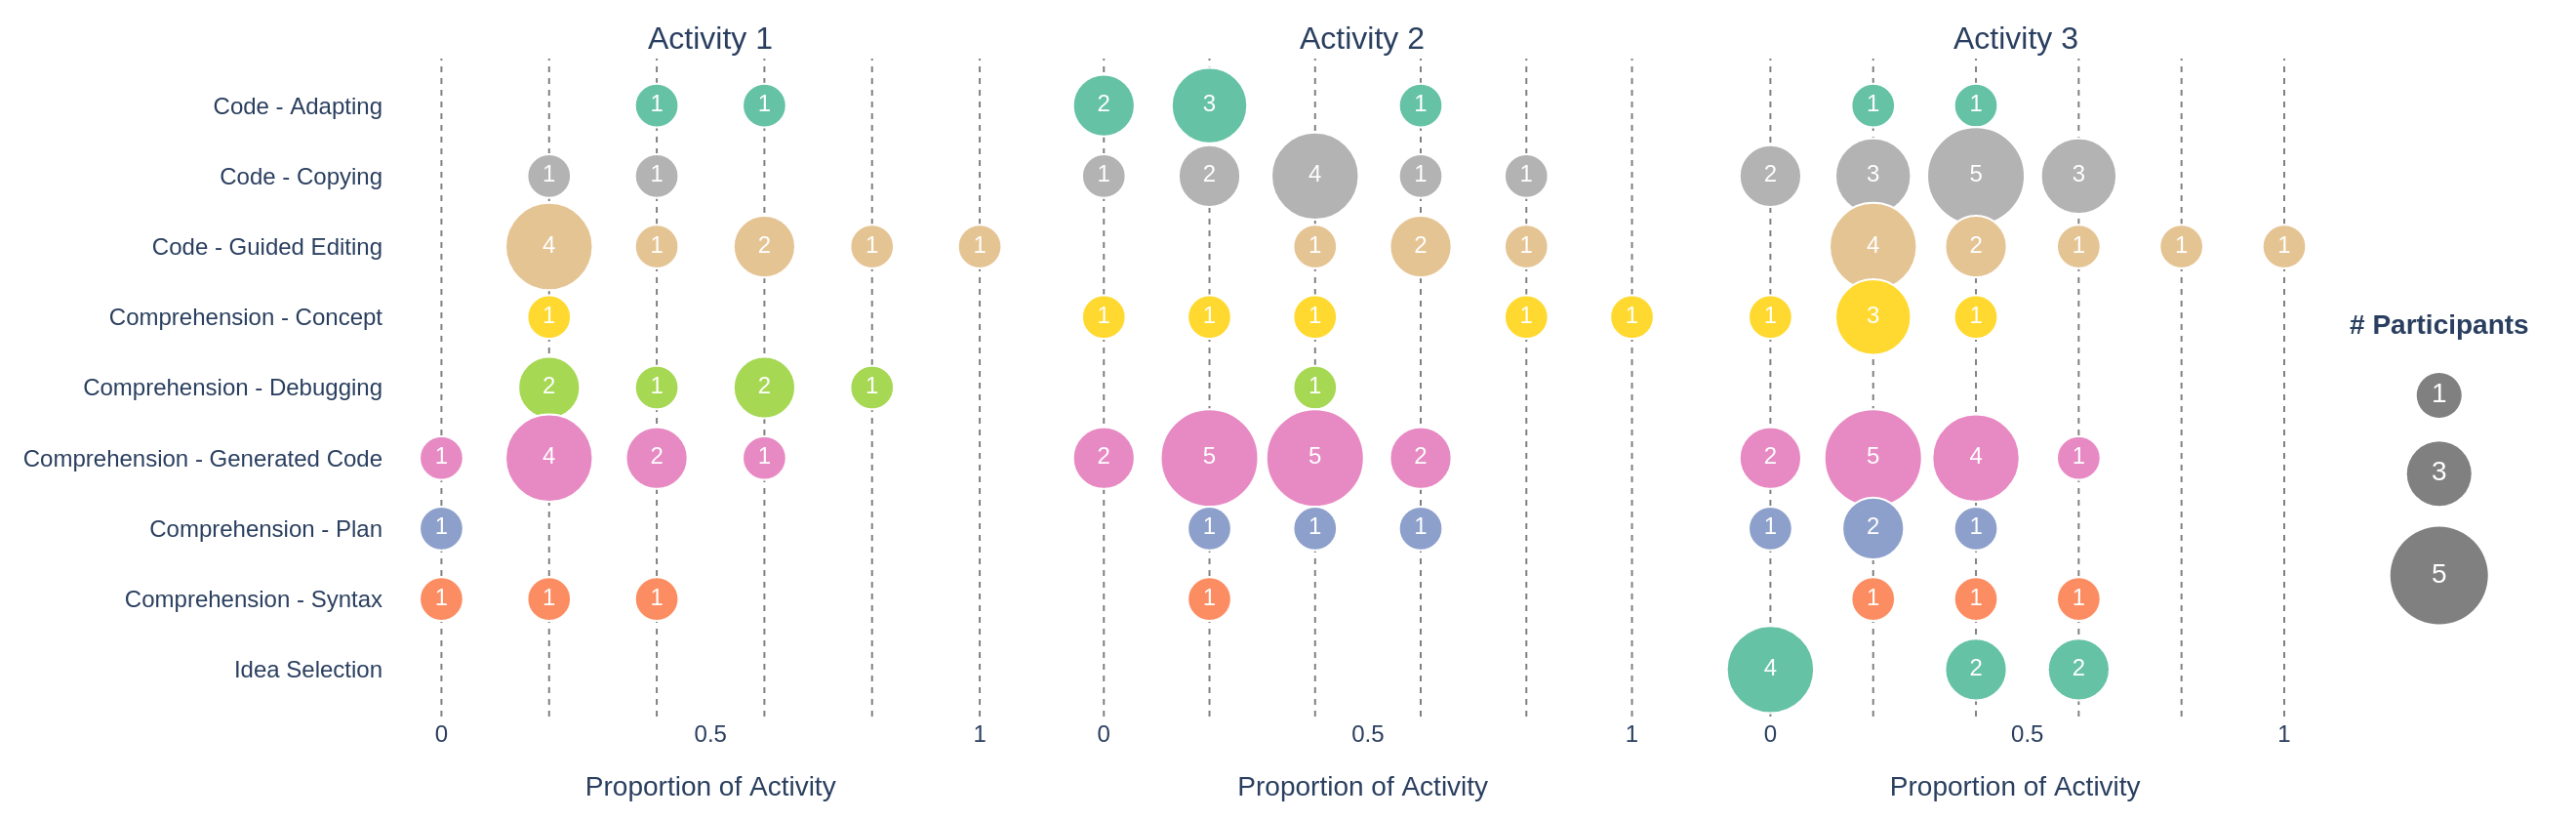 Activity 1 Activity 2 Activity 3
Code - Adapting 1 1 2 3 1 1 1
Code - Copying 1 1 1 2 4 1 1 2 3 5 3
Code - Guided Editing 4 1 2 1 1 1 2 1 4 2 1 1 1
Comprehension - Concept 1 1 1 1 1 1 1 3 1
# Participants
Comprehension - Debugging 2 1 2 1 1
1
Comprehension - Generated Code 1 4 2 1 2 5 5 2 2 5 4 1
3
Comprehension - Plan 1 1 1 1 1 2 1
5
Comprehension - Syntax 1 1 1 1 1 1 1
Idea Selection 4 2 2
0 0.5 1 0 0.5 1 0 0.5 1
Proportion of Activity Proportion of Activity Proportion of Activity